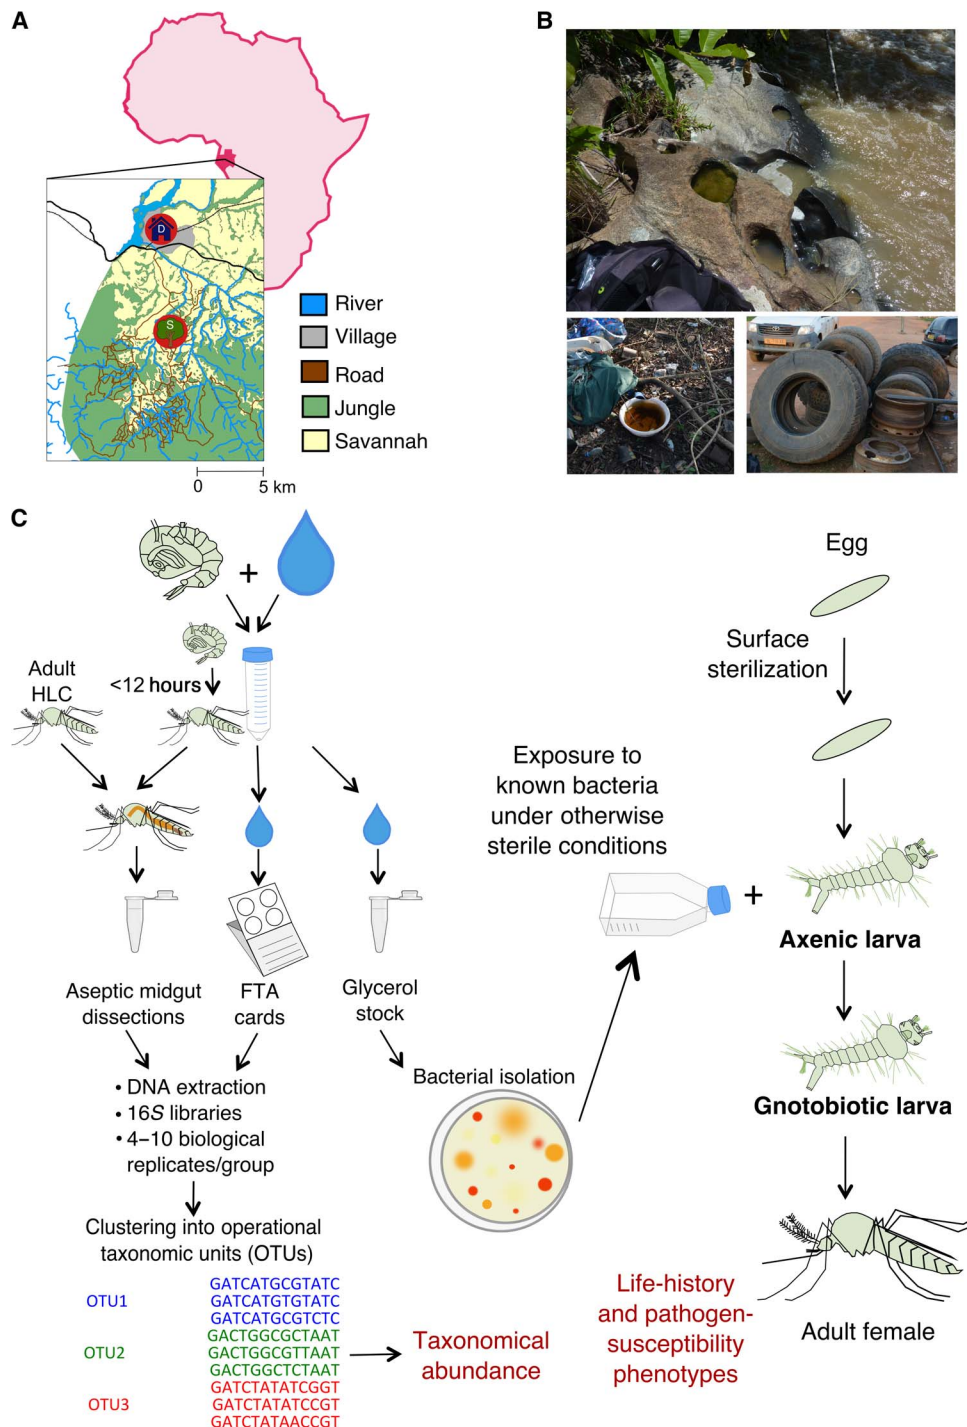 A
B
D
S
River
Village
Road
Jungle
Savannah
0 5 km
C
Egg
Surface
sterilization
Adult
HLC
<12 hours
Exposure to
known bacteria
under otherwise
sterile conditions
Axenic larva
Aseptic midgut
dissections
FTA
cards
Glycerol
stock
Bacterial isolation
Gnotobiotic larva
• DNA extraction
• 16S libraries
• 4–10 biological
replicates/group
Clustering into operational
taxonomic units (OTUs)
OTU1
GATCATGCGTATC
GATCATGTGTATC
GATCATGCGTCTC
OTU2
GACTGGCGCTAAT
GACTGGCGTTAAT
GACTGGCTCTAAT
OTU3
GATCTATATCGGT
GATCTATATCCGT
GATCTATAACCGT
Taxonomical
abundance
Life-history
and pathogen-
susceptibility
phenotypes
Adult female